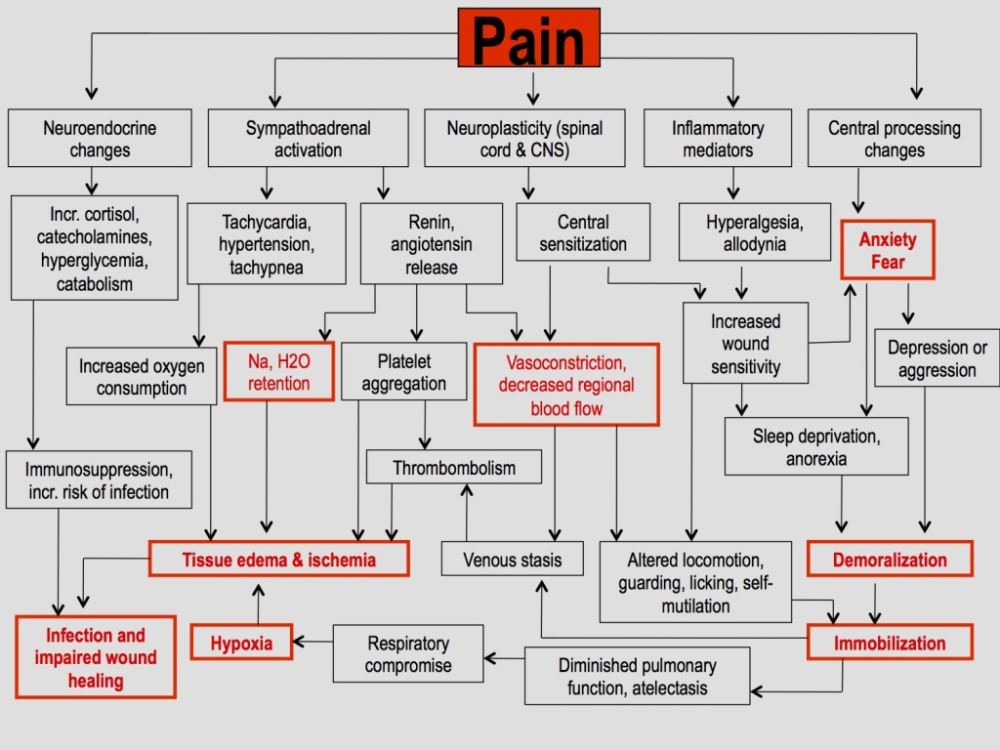 Pain
Neuroendocrine
changes
Sympathoadrenal
activation
Neuroplasticity (spinal
cord & CNS)
Inflammatory
mediators
Central processing
changes
Incr. cortisol,
catecholamines,
hyperglycemia,
catabolism
Tachycardia,
hypertension,
tachypnea
Renin,
angiotensin
release
Central
sensitization
Hyperalgesia,
allodynia
Anxiety
Fear
Increased oxygen
consumption
Na, H2O
retention
Platelet
aggregation
Vasoconstriction,
decreased regional
blood flow
Increased
wound
sensitivity
Depression or
aggression
Immunosuppression,
incr. risk of infection
Thrombombolism
Sleep deprivation,
anorexia
Tissue edema & ischemia
Venous stasis
Altered locomotion,
guarding, licking, self-
mutilation
Demoralization
Infection and
impaired wound
healing
Hypoxia
Respiratory
compromise
Diminished pulmonary
function, atelectasis
Immobilization